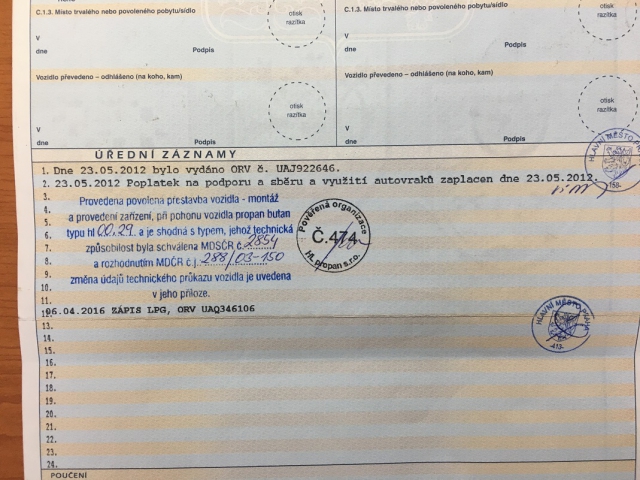 C.1.3. Místo trvalého nebo povoleného pobytu/sídlo
otisk
razítka
V
dne
Podpis
Vozidlo převedeno – odhlášeno (na koho, kam)
otisk
razítka
V
dne
Podpis
C.1.3. Místo trvalého nebo povoleného pobytu/sídlo
otisk
razítka
V
dne
Podpis
Vozidlo převedeno – odhlášeno (na koho, kam)
otisk
razítka
V
dne
Podpis
ÚŘEDNÍ ZÁZNAMY
1. Dne 23.05.2012 bylo vydáno ORV č. UAJ922646.
2. 23.05.2012 Poplatek na podporu a sběru a využití autovraků zaplacen dne 23.05.2012.
HLAVNÍ MĚSTO
158.
3.
4.
5.
6.
7.
8.
9.
10.
11.
Provedena povolena přestavba vozidla - montáž
a provedení zařízení, při pohonu vozidla propan butan
typu hl 00.29 a je shodná s typem, jehož technická
způsobilost byla schválena MDSČR č. 2854
a rozhodnutím MDČR č.j. 288/03-150
změna údajů technického průkazu vozidla je uvedena
v jeho příloze.
Pověřená organizace
Č.474
HL propan s.r.o.
12.
06.04.2016 ZÁPIS LPG, ORV UAQ346106
HLAVNÍ MĚSTO PRAHA
-413-
13.
14.
15.
16.
17.
18.
19.
20.
21.
22.
23.
24.
POUČENÍ